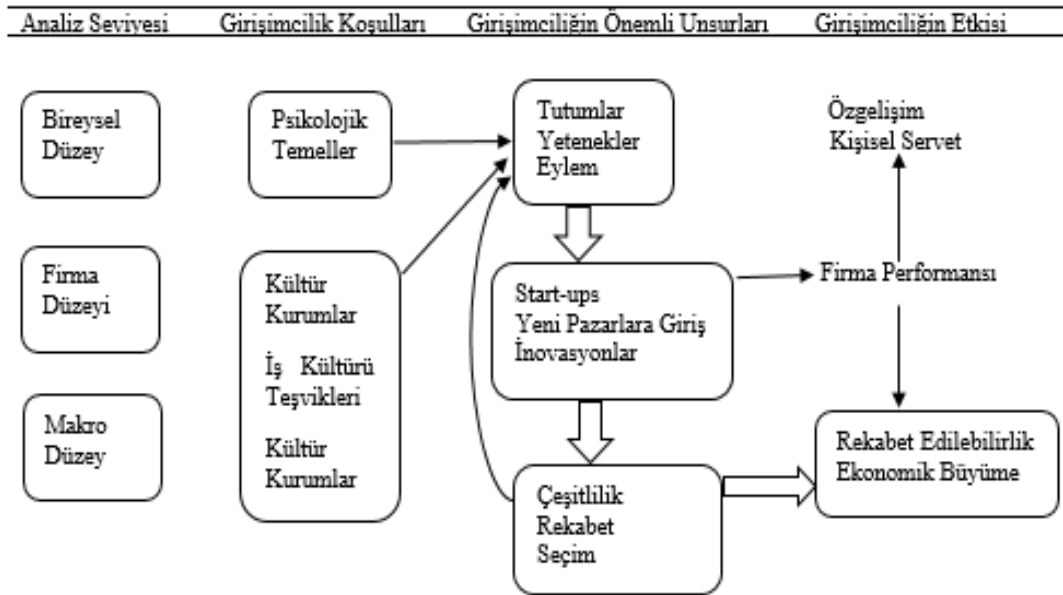 Analiz Seviyesi
Girişimcilik Koşulları
Girişimciliğin Önemli Unsurları
Girişimciliğin Etkisi
Bireysel
Düzey
Psikolojik
Temeller
Tutumlar
Yetenekler
Eylem
Özgelişim
Kişisel Servet
Firma
Düzeyi
Kültür
Kurumlar
İş Kültürü
Teşvikleri
Kültür
Kurumlar
Start-ups
Yeni Pazarlara Giriş
İnovasyonlar
Firma Performansı
Makro
Düzey
Çeşitlilik
Rekabet
Seçim
Rekabet Edilebilirlik
Ekonomik Büyüme